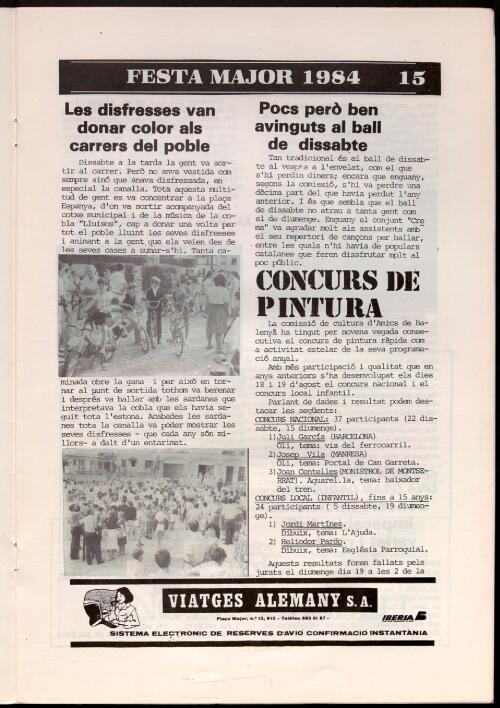 FESTA MAJOR 1984 15
Les disfresses van
donar color als
carrers del poble
Dissabte a la tarda la gent va sor-
tir al carrer. Però no anva vestida com
sempre sinó que anava disfressada, en
especial la canalla. Tota aquesta multi-
tud de gent es va concentrar a la plaça
Espanya, d'on va sortir acompanyada del
cotxe municipal i de la música de la co-
bla "Lluisos", cap a donar una volta per
tot el poble lluint les seves disfresses
i animant a la gent que els veien des de
les seves cases a sumar-s'hi. Tanta ca-
minada obre la gana i per això en tor-
nar al punt de sortida tothom va berenar
i després va ballar amb les sardanes que
interpretava la cobla que els havia se-
guit tota l'estona. Acabades les sarda-
nes tota la canalla va poder mostrar les
seves disfresses - que cada any són mi-
llors- a dalt d'un entarimat.
Pocs però ben
avinguts al ball
de dissabte
Tan tradicional és el ball de dissab-
te al vespre a l'envelat, com el que
s'hi perdin diners; encara que enguany,
segons la comissió, s'hi va perdre una
dècima part del que havia perdut l'any
anterior. I és que sembla que el ball
de dissabte no atrau a tanta gent com
el de diumenge. Enguany el conjunt "Cre
ma" va agradar molt als assistents amb
el seu repertori de cançons per ballar,
entre les quals n'hi havia de populars
catalanes que feren disfrutar molt al
poc públic.
CONCURS DE
PINTURA
La comissió de cultura d'Amics de Ba-
lenyà ha tingut per novena vegada conse-
cutiva el concurs de pintura ràpida com
a activitat estelar de la seva programa-
ció anual.
Amb més participació i qualitat que en
anys anteriors s'ha desenvolupat els dies
18 i 19 d'agost el concurs nacional i el
concurs local infantil.
Parlant de dades i resultat podem des-
tacar les següents:
CONCURS NACIONAL: 37 participants (22 dis-
sabte, 15 diumenge).
1)Juli García (BARCELONA)
Oli, tema: via del ferrocarril.
2)Josep Vila (MANRESA)
Oli, tema: Portal de Can Garreta.
3)Joan Centelles(MONISTROL DE MONTSE-
RRAT). Aquarel.la, tema: baixador
del tren.
CONCURS LOCAL (INFANTIL), fins a 15 anys:
24 participants ( 5 dissabte, 19 diumen-
ge).
1) Jordi Martínez.
Dibuix, tema: L'Ajuda.
2) Heliodor Pardo.
Dibuix, tema: Església Parroquial.
Aquests resultats foren fallats pels
jurats el diumenge dia 19 a les 2 de la
VIATGES ALEMANY S.A.
Plaça Major, n.º 13, VIC - Telèfon 885 01 87 -
IBERIA
SISTEMA ELECTRONIC DE RESERVES D'AVIÓ CONFIRMACIÓ INSTANTÀNIA